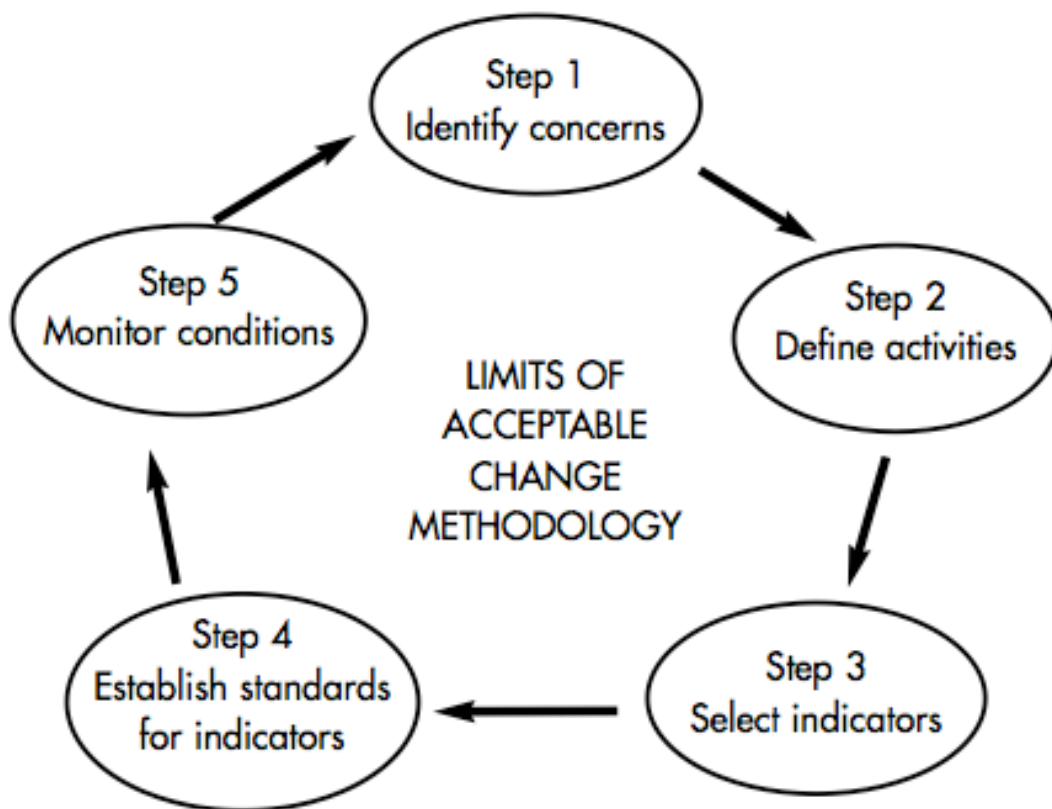 Step 1
Identify concerns
Step 2
Define activities
Step 3
Select indicators
Step 4
Establish standards
for indicators
Step 5
Monitor conditions
LIMITS OF
ACCEPTABLE
CHANGE
METHODOLOGY